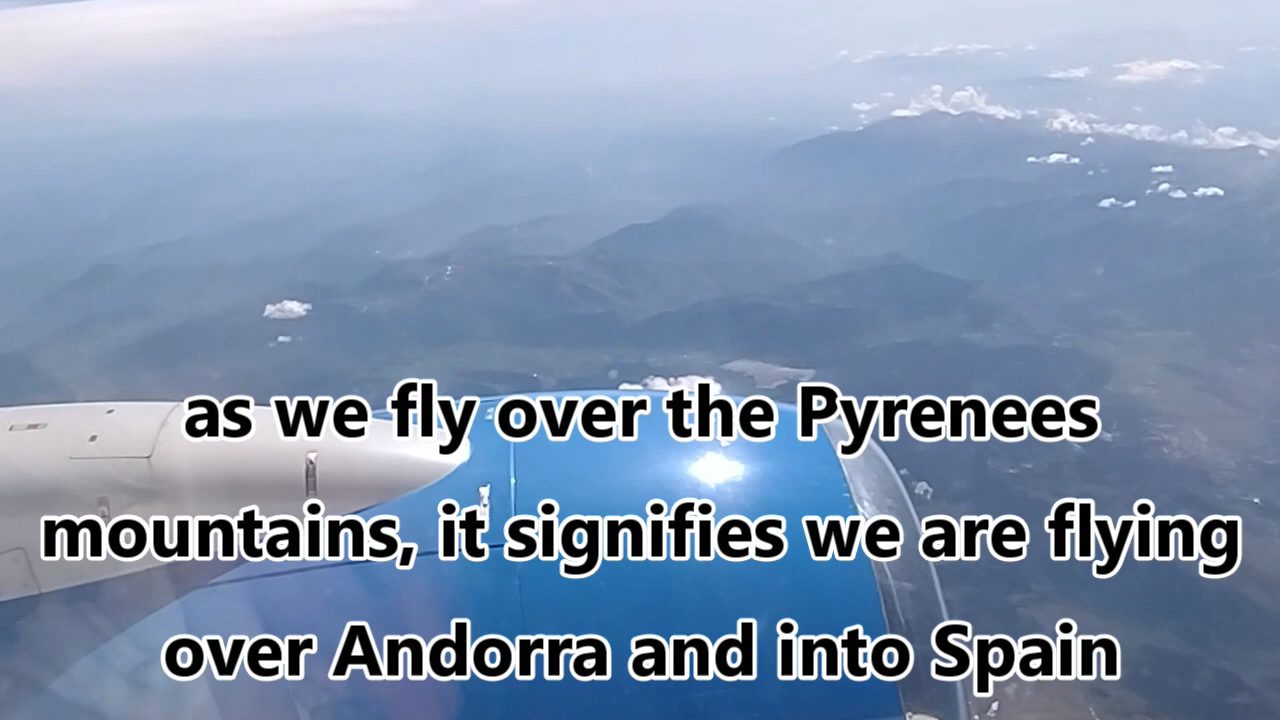 as we fly over the Pyrenees
mountains, it signifies we are flying
over Andorra and into Spain